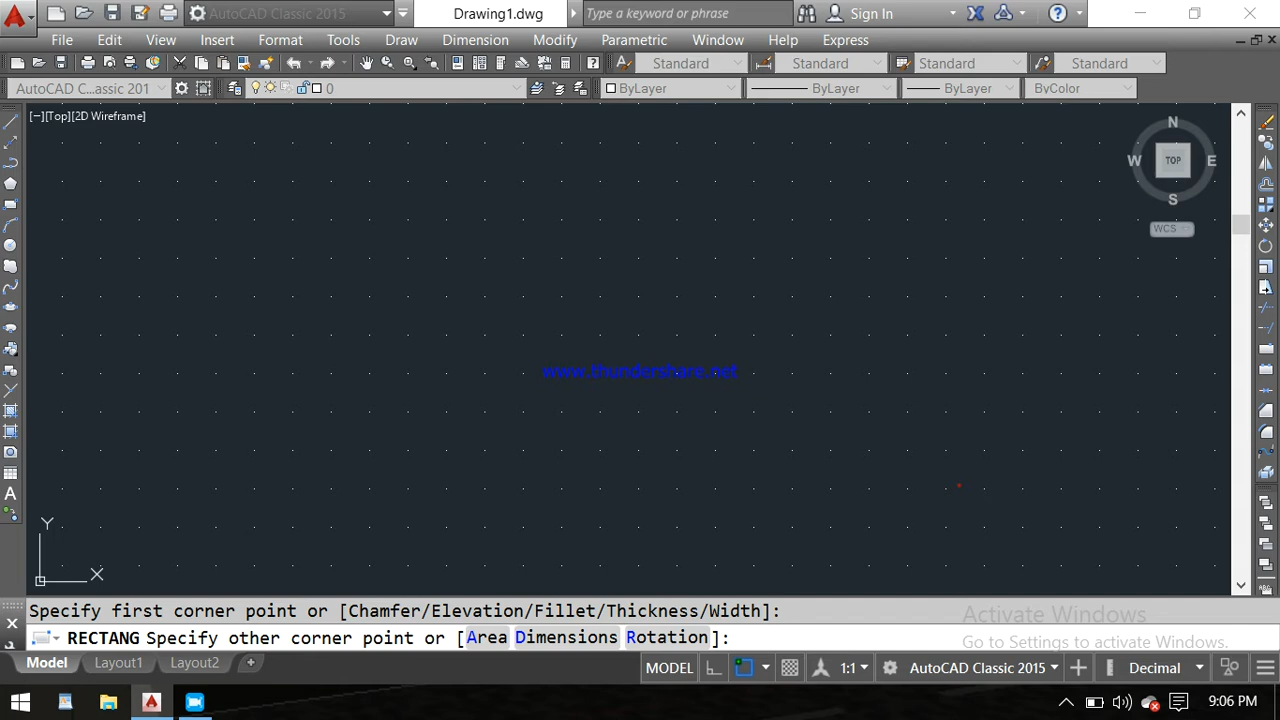 AutoCAD Classic 2015
Drawing1.dwg
Type a keyword or phrase
Sign In
File Edit View Insert Format Tools Draw Dimension Modify Parametric Window Help Express
Standard Standard Standard Standard
AutoCAD C...assic 201 0 ByLayer ByLayer ByLayer ByColor
[−][Top][2D Wireframe]
N
W TOP E
S
WCS
www.thundershare.net
Y
X
Specify first corner point or [Chamfer/Elevation/Fillet/Thickness/Width]:
RECTANG Specify other corner point or [Area Dimensions Rotation]:
Activate Windows
Go to Settings to activate Windows.
Model Layout1 Layout2 MODEL 1:1 AutoCAD Classic 2015 Decimal
9:06 PM